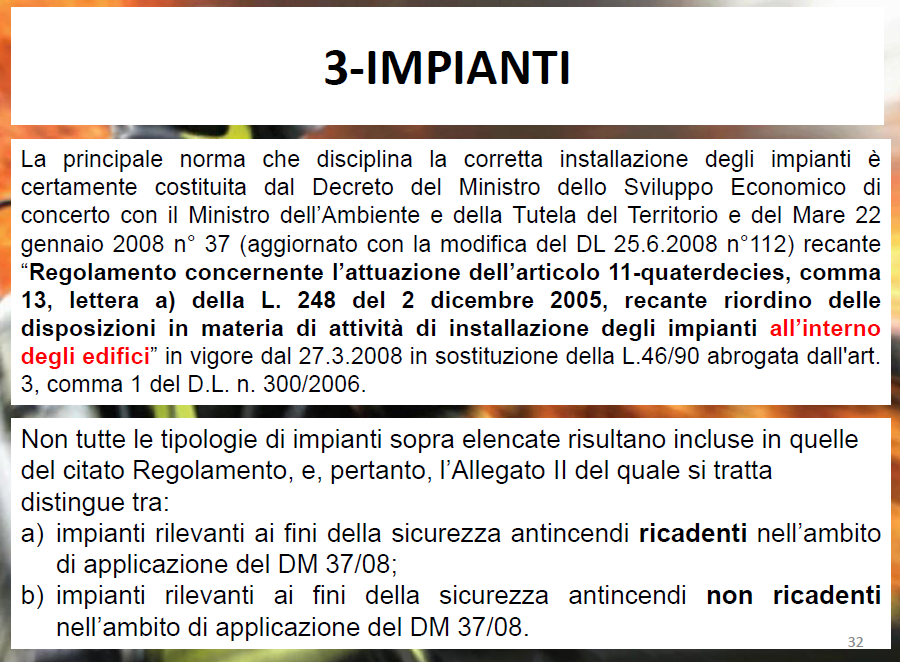 3-IMPIANTI
La principale norma che disciplina la corretta installazione degli impianti è
certamente costituita dal Decreto del Ministro dello Sviluppo Economico di
concerto con il Ministro dell’Ambiente e della Tutela del Territorio e del Mare 22
gennaio 2008 n° 37 (aggiornato con la modifica del DL 25.6.2008 n°112) recante
“Regolamento concernente l’attuazione dell’articolo 11-quaterdecies, comma
13, lettera a) della L. 248 del 2 dicembre 2005, recante riordino delle
disposizioni in materia di attività di installazione degli impianti all’interno
degli edifici” in vigore dal 27.3.2008 in sostituzione della L.46/90 abrogata dall'art.
3, comma 1 del D.L. n. 300/2006.
Non tutte le tipologie di impianti sopra elencate risultano incluse in quelle
del citato Regolamento, e, pertanto, l’Allegato II del quale si tratta
distingue tra:
a) impianti rilevanti ai fini della sicurezza antincendi ricadenti nell’ambito
di applicazione del DM 37/08;
b) impianti rilevanti ai fini della sicurezza antincendi non ricadenti
nell’ambito di applicazione del DM 37/08.
32